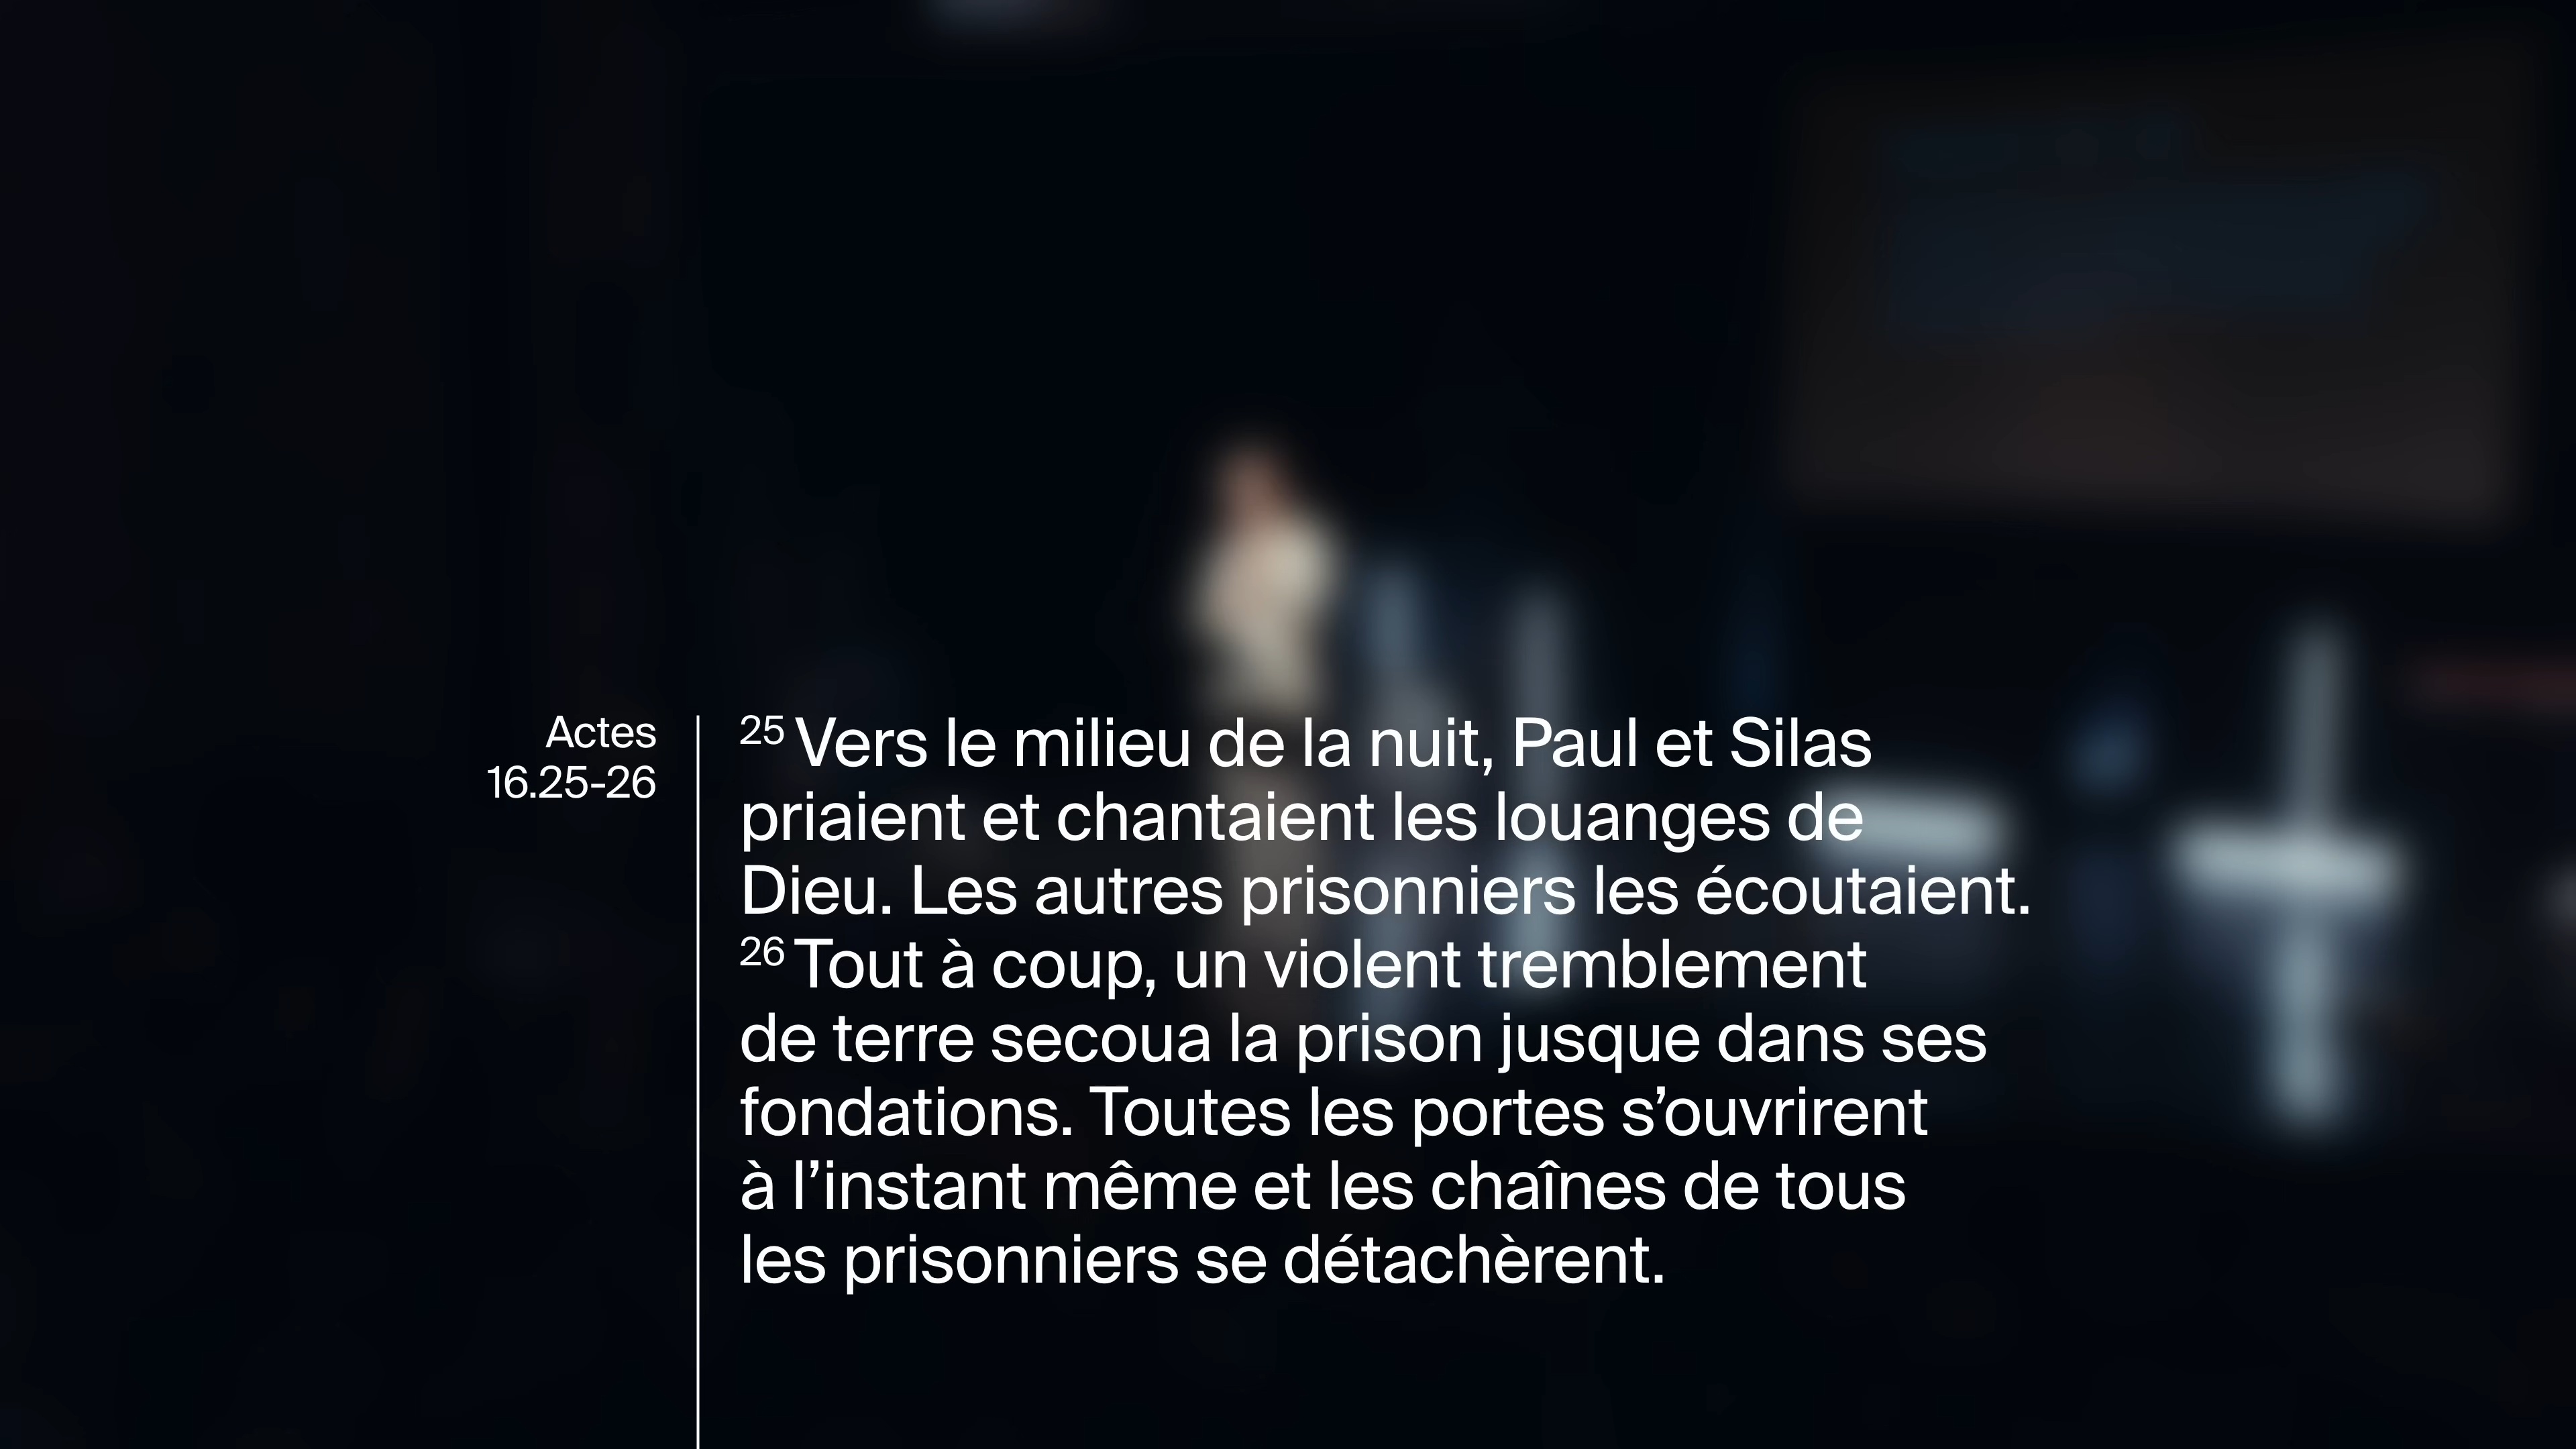 Actes
16.25-26
25 Vers le milieu de la nuit, Paul et Silas
priaient et chantaient les louanges de
Dieu. Les autres prisonniers les écoutaient.
26 Tout à coup, un violent tremblement
de terre secoua la prison jusque dans ses
fondations. Toutes les portes s’ouvrirent
à l’instant même et les chaînes de tous
les prisonniers se détachèrent.